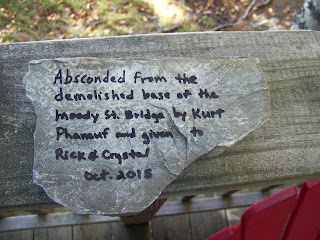 Absconded from the
demolished base of the
Moody St. Bridge by Kurt
Phaneuf and given to
Rick & Crystal
Oct. 2015